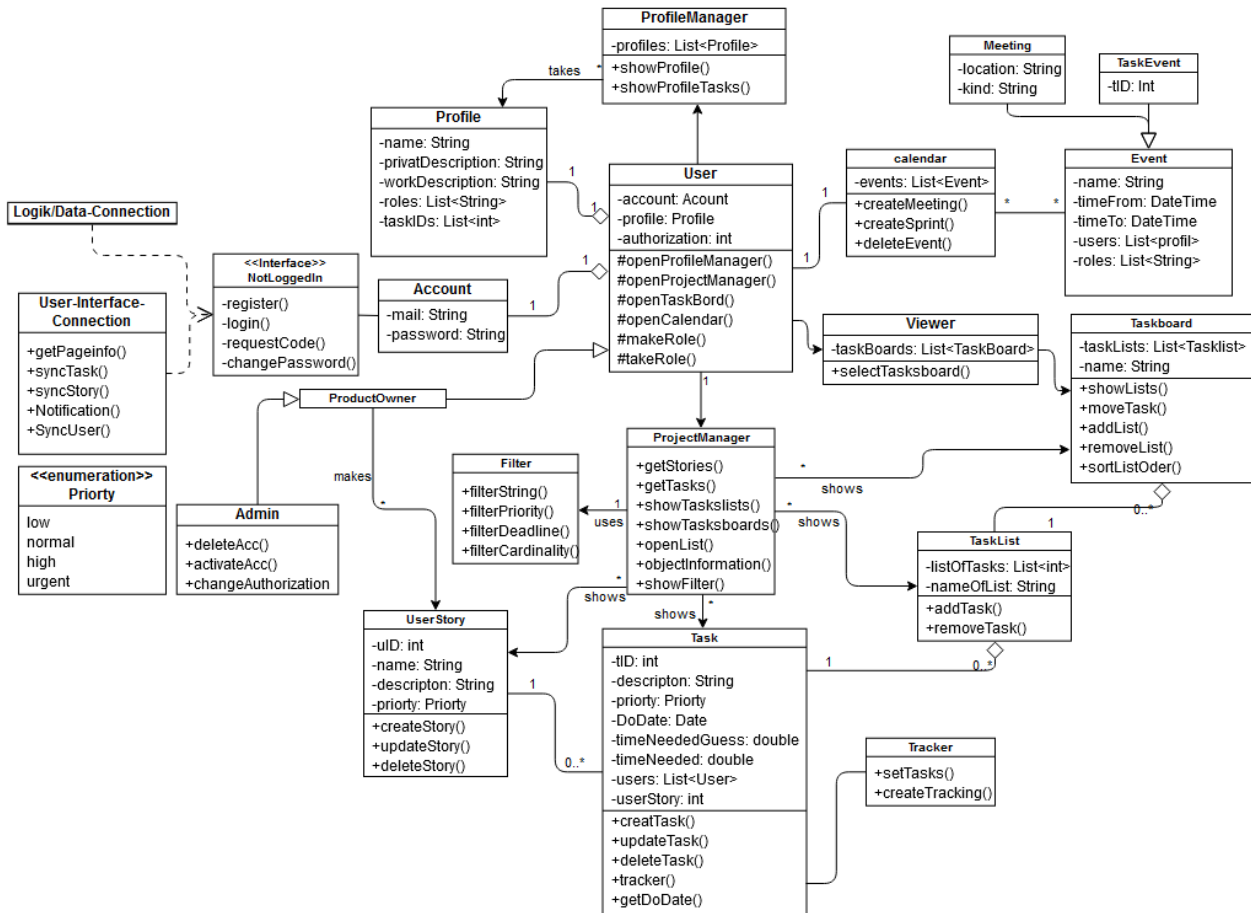 ProfileManager
-profiles: List<Profile>
+showProfile()
+showProfileTasks()
takes
*
Meeting
-location: String
-kind: String
TaskEvent
-tID: Int
Profile
-name: String
-privatDescription: String
-workDescription: String
-roles: List<String>
-taskIDs: List<int>
1
1
User
-account: Acount
-profile: Profile
-authorization: int
#openProfileManager()
#openProjectManager()
#openTaskBord()
#openCalendar()
#makeRole()
#takeRole()
1
1
calendar
-events: List<Event>
+createMeeting()
+createSprint()
+deleteEvent()
*
*
Event
-name: String
-timeFrom: DateTime
-timeTo: DateTime
-users: List<profil>
-roles: List<String>
Logik/Data-Connection
<<Interface>>
NotLoggedIn
-register()
-login()
-requestCode()
-changePassword()
Account
-mail: String
-password: String
1
1
User-Interface-
Connection
+getPageinfo()
+syncTask()
+syncStory()
+Notification()
+SyncUser()
Viewer
-taskBoards: List<TaskBoard>
+selectTasksboard()
Taskboard
-taskLists: List<Tasklist>
-name: String
+showLists()
+moveTask()
+addList()
+removeList()
+sortListOder()
ProductOwner
1
makes
*
<<enumeration>>
Priorty
low
normal
high
urgent
Admin
+deleteAcc()
+activateAcc()
+changeAuthorization
Filter
+filterString()
+filterPriority()
+filterDeadline()
+filterCardinality()
1
uses
ProjectManager
+getStories()
+getTasks()
+showTaskslists()
+showTasksboards()
+openList()
+objectInformation()
+showFilter()
*
shows
*
shows
*
shows
*
shows
0..*
1
TaskList
-listOfTasks: List<int>
-nameOfList: String
+addTask()
+removeTask()
UserStory
-uID: int
-name: String
-descripton: String
-priorty: Priorty
+createStory()
+updateStory()
+deleteStory()
1
0..*
Task
-tID: int
-descripton: String
-priorty: Priorty
-DoDate: Date
-timeNeededGuess: double
-timeNeeded: double
-users: List<User>
-userStory: int
+creatTask()
+updateTask()
+deleteTask()
+tracker()
+getDoDate()
1
0..*
Tracker
+setTasks()
+createTracking()